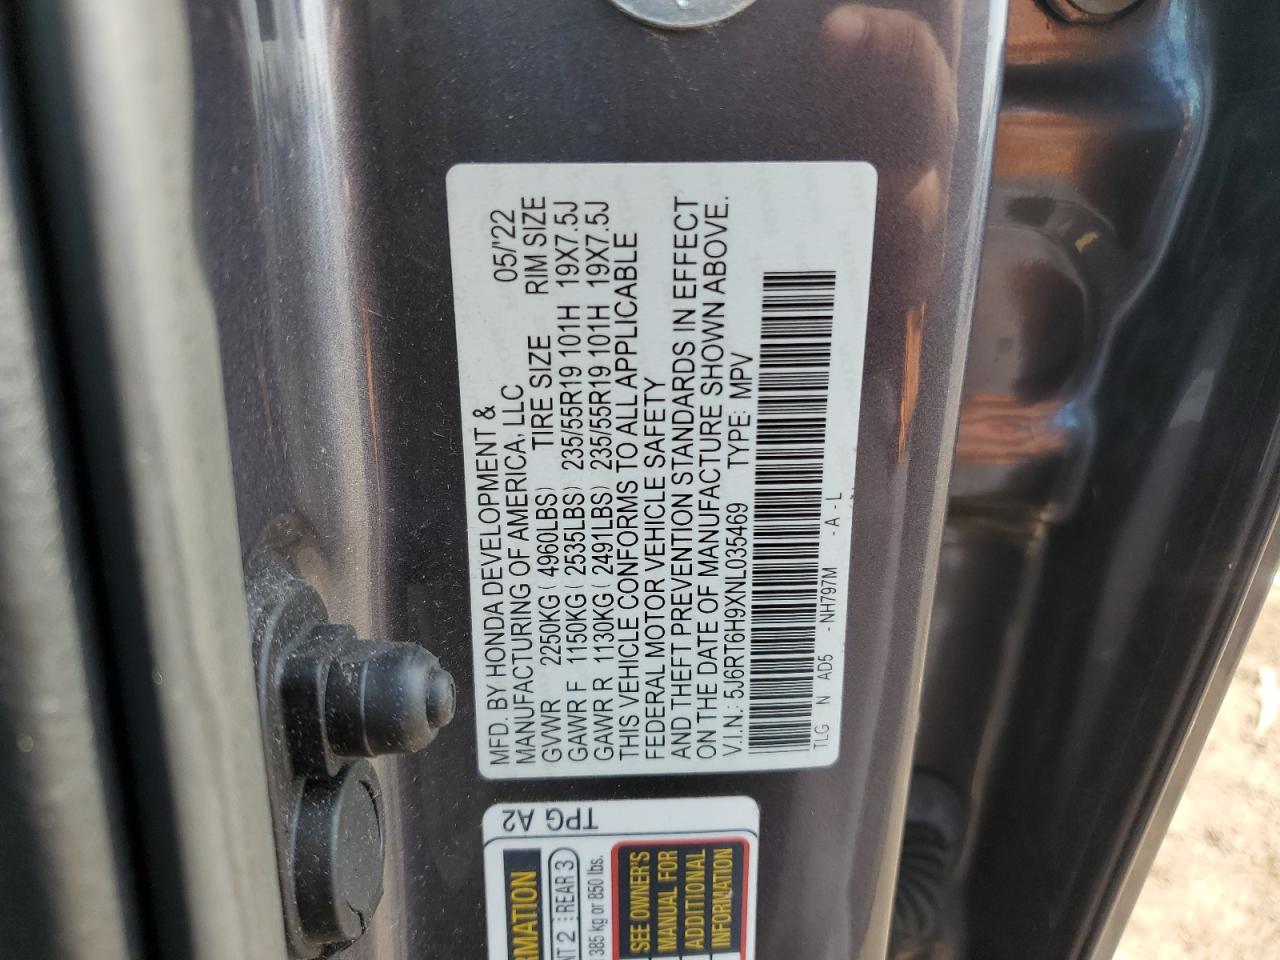 MFD. BY HONDA DEVELOPMENT &
MANUFACTURING OF AMERICA, LLC 05/'22
GVWR 2250KG ( 4960LBS) TIRE SIZE RIM SIZE
GAWR F 1150KG ( 2535LBS) 235/55R19 101H 19X7.5J
GAWR R 1130KG ( 2491LBS) 235/55R19 101H 19X7.5J
THIS VEHICLE CONFORMS TO ALL APPLICABLE
FEDERAL MOTOR VEHICLE SAFETY
AND THEFT PREVENTION STANDARDS IN EFFECT
ON THE DATE OF MANUFACTURE SHOWN ABOVE.
V.I.N.: 5J6RT6H9XNL035469 TYPE: MPV
TLG N AD5 -NH797M -A-L
TPG A2
RMATION
NT 2 REAR 3
385 kg or 850 lbs.
SEE OWNER'S
MANUAL FOR
ADDITIONAL
INFORMATION